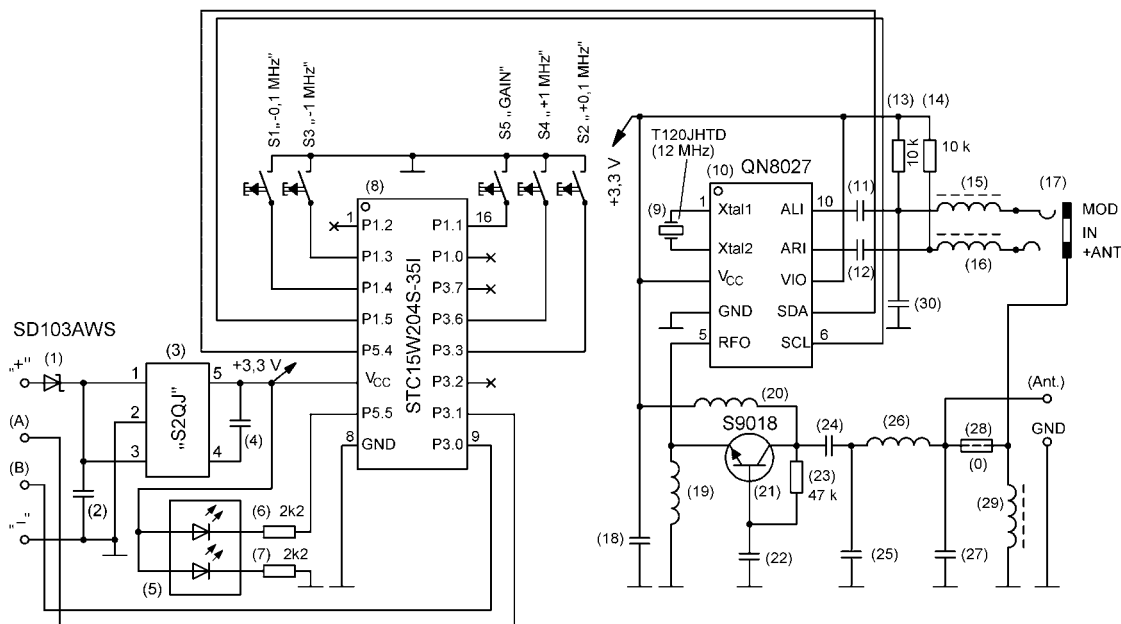 S1 „-0,1 MHz"
S3 „-1 MHz"
S5 „GAIN"
S4 „+1 MHz"
S2 „+0,1 MHz"
(8)
STC15W204S-35I
1 P1.2
P1.3
P1.4
P1.5
P5.4
VCC
P5.5
8 GND
P1.1 16
P1.0
P3.7
P3.6
P3.3
P3.2
P3.1
P3.0 9
SD103AWS
„+"
(1)
(3)
+3,3 V
„S2QJ"
1
2
3
5
4
(A)
(B)
„–"
(2)
(4)
(5)
(6) 2k2
(7) 2k2
+3,3 V
T120JHTD
(12 MHz)
(9)
(10) QN8027
1 Xtal1
Xtal2
VCC
GND
5 RFO
ALI 10
ARI
VIO
SDA
SCL 6
(11)
(12)
(13)
(14)
10 k
10 k
(15)
(16)
(17)
MOD
IN
+ANT
(30)
(18)
(19)
(20)
S9018
(21)
(22)
(23)
47 k
(24)
(25)
(26)
(27)
(28)
(0)
(29)
(Ant.)
GND